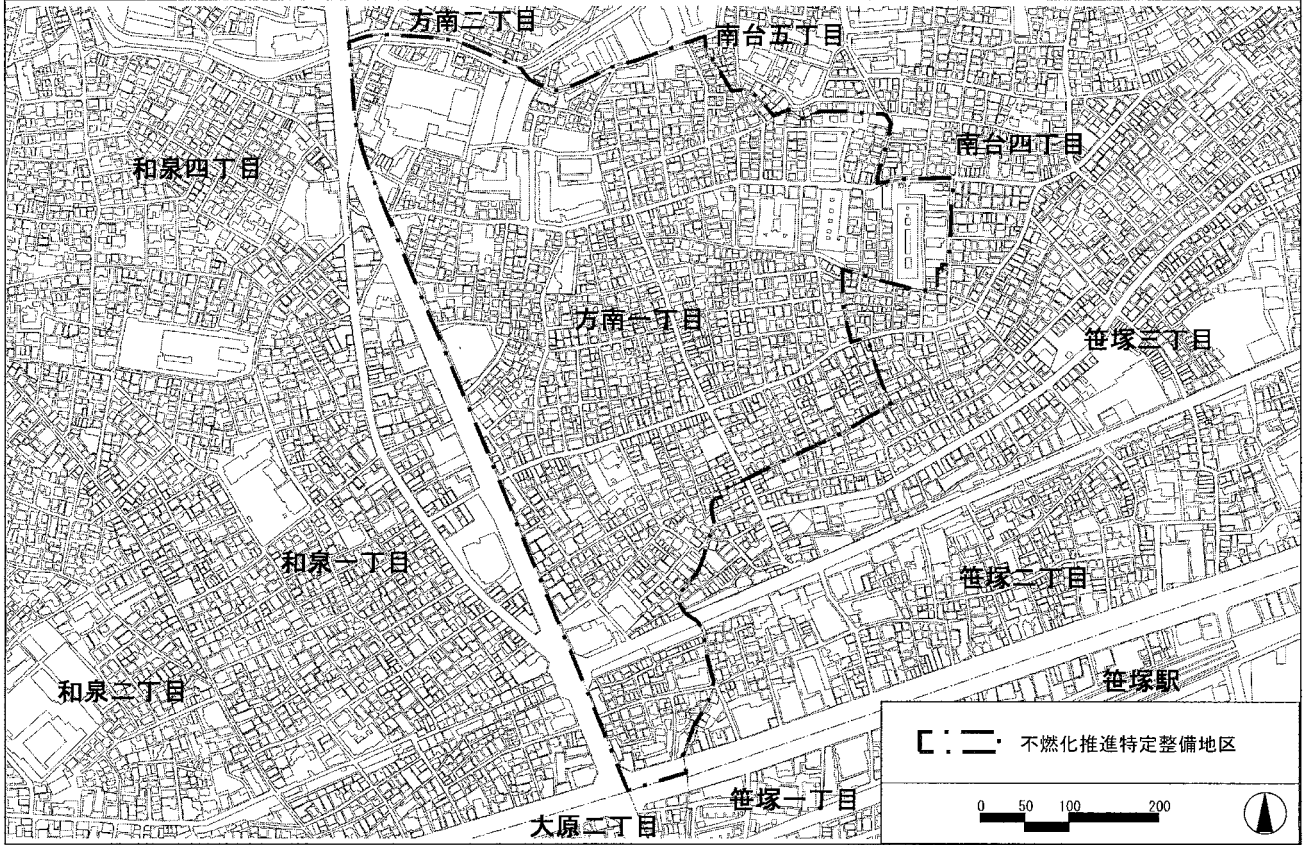 方南二丁目
南台五丁目
南台四丁目
和泉四丁目
方南一丁目
笹塚三丁目
和泉一丁目
笹塚二丁目
和泉二丁目
笹塚駅
不燃化推進特定整備地区
笹塚一丁目
大原二丁目
0 50 100 200